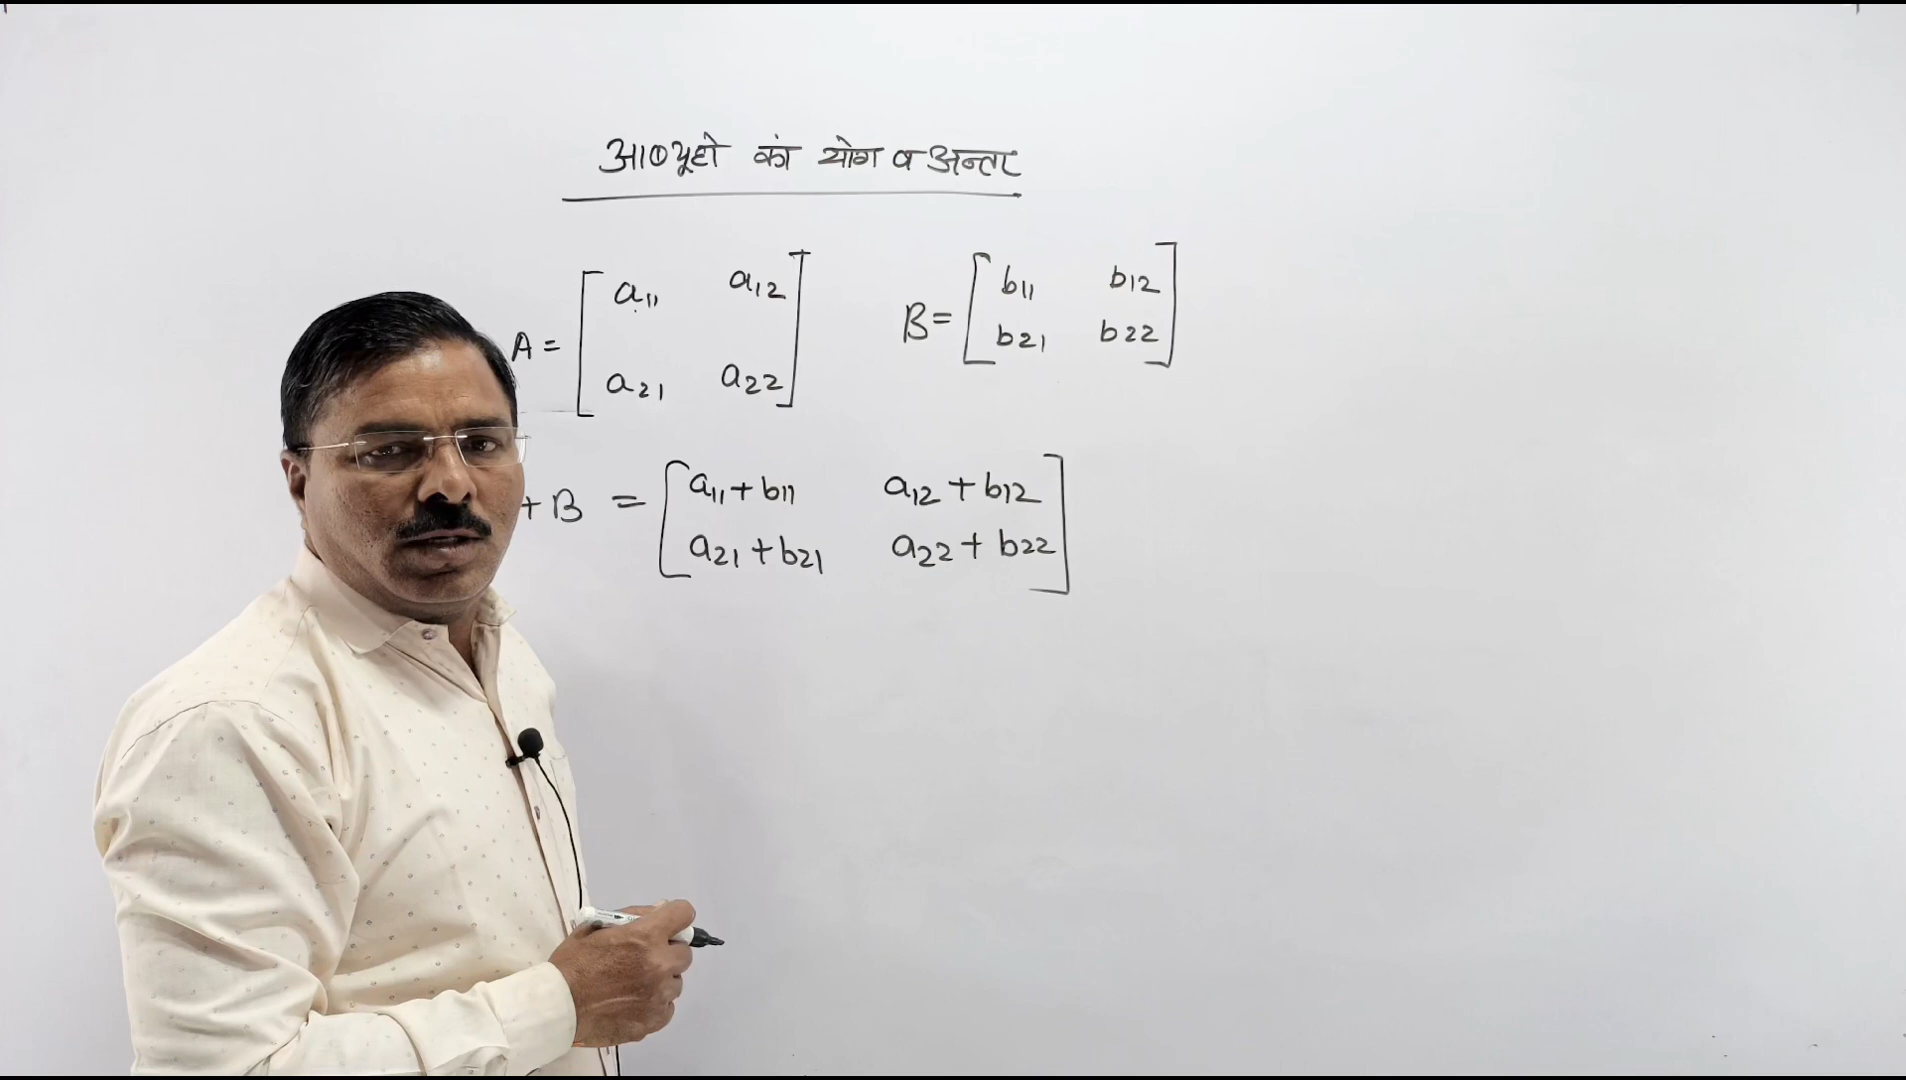 आव्यूहो का योग व अन्तर
A = [ a11 a12
a21 a22 ]
B = [ b11 b12
b21 b22 ]
+ B = [ a11 + b11 a12 + b12
a21 + b21 a22 + b22 ]